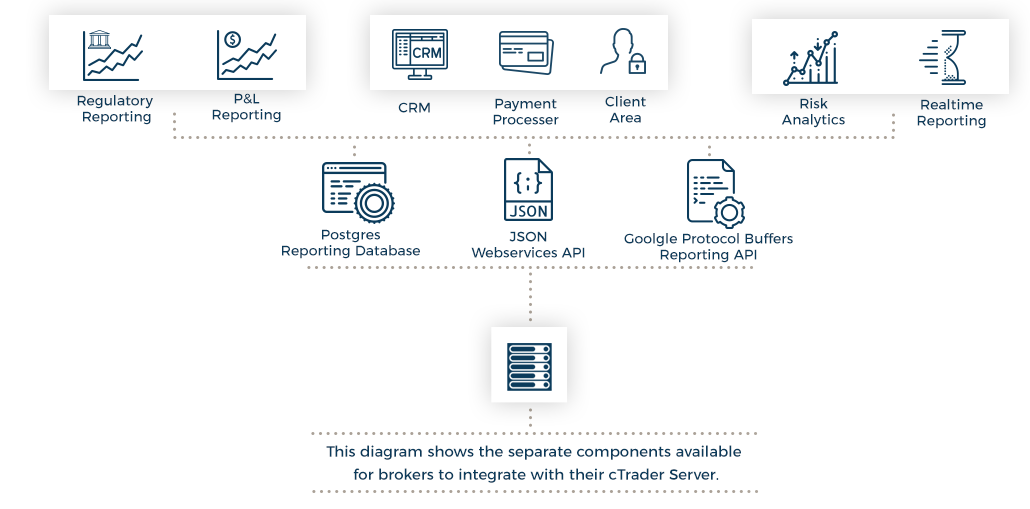 Regulatory
Reporting
P&L
Reporting
CRM
CRM
Payment
Processer
Client
Area
Risk
Analytics
Realtime
Reporting
{;}
JSON
Postgres
Reporting Database
JSON
Webservices API
Goolgle Protocol Buffers
Reporting API
This diagram shows the separate components available
for brokers to integrate with their cTrader Server.